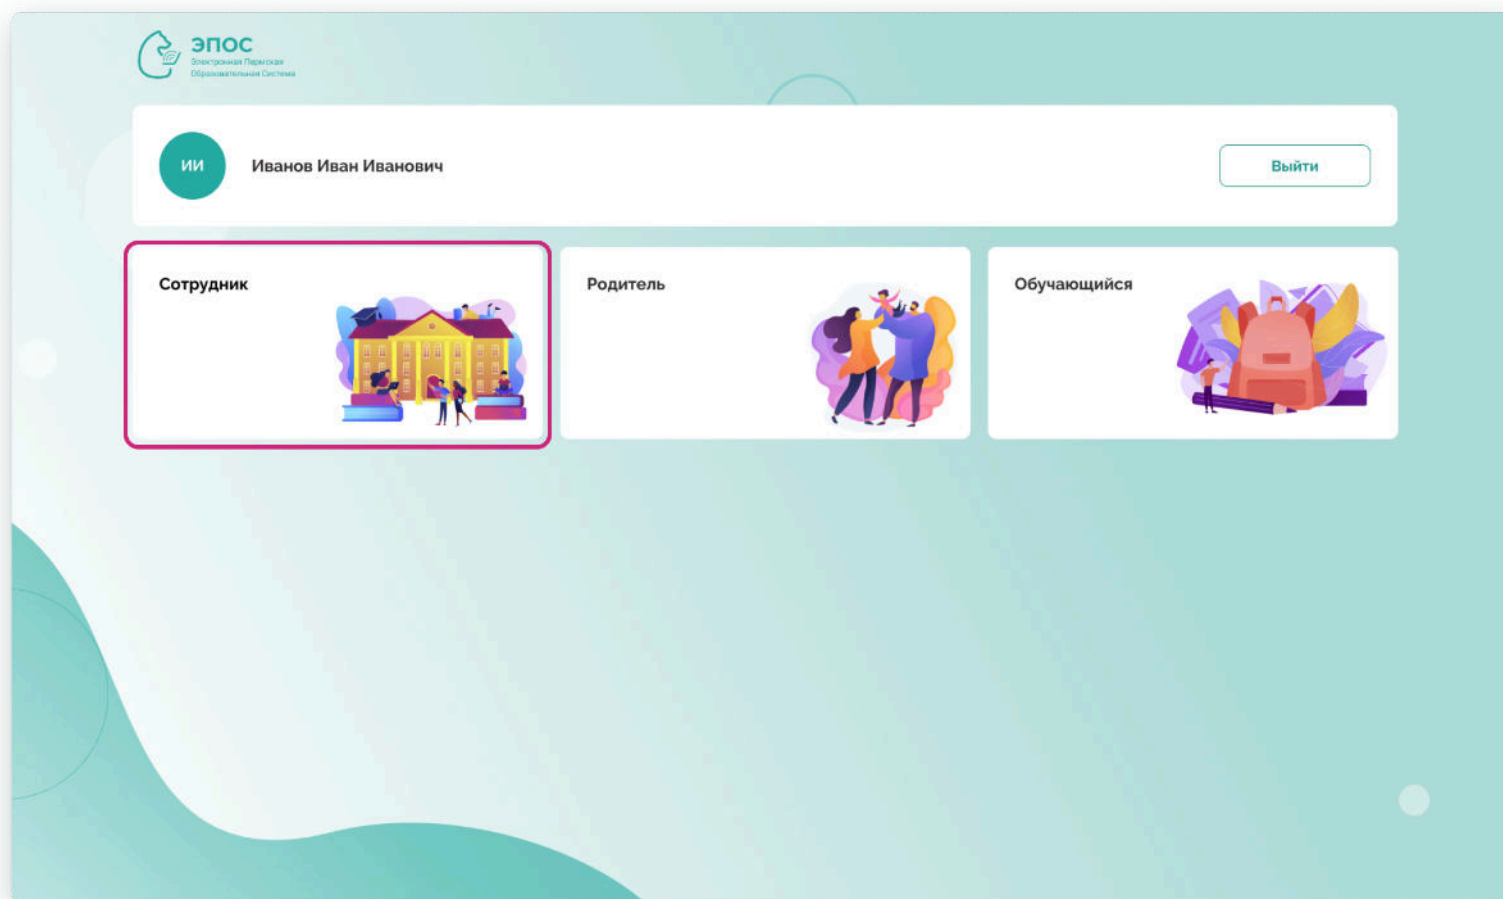 ЭПОС
Электронная Пермская
Образовательная Система
ИИ
Иванов Иван Иванович
Выйти
Сотрудник
Родитель
Обучающийся